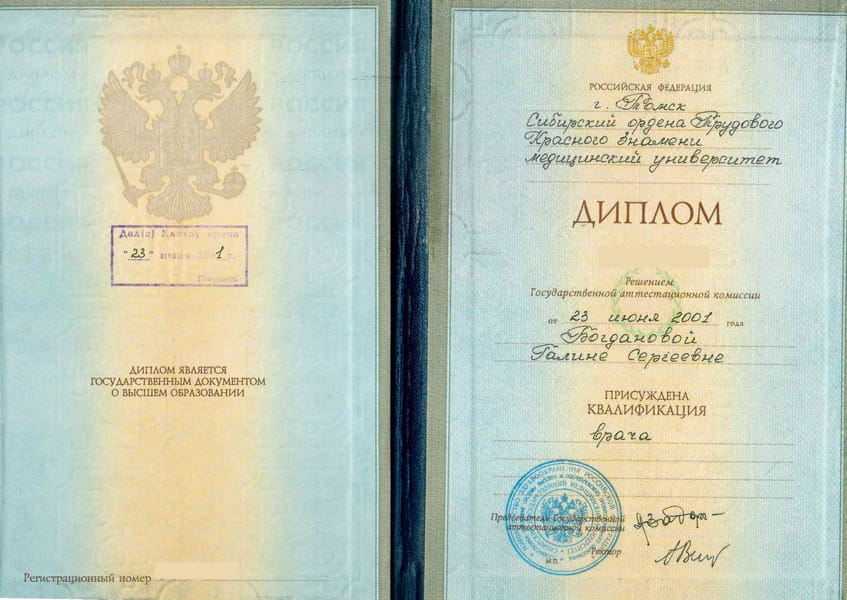 Дал(а) Клятву врача
"23" июня 2001 г.
Подпись
ДИПЛОМ ЯВЛЯЕТСЯ
ГОСУДАРСТВЕННЫМ ДОКУМЕНТОМ
О ВЫСШЕМ ОБРАЗОВАНИИ
Регистрационный номер
РОССИЙСКАЯ ФЕДЕРАЦИЯ
г. Томск
Сибирский ордена Трудового
Красного Знамени
медицинский университет
ДИПЛОМ
Решением
Государственной аттестационной комиссии
от 23 июня 2001 года
Богдановой
Галине Сергеевне
ПРИСУЖДЕНА
КВАЛИФИКАЦИЯ
врача
Председатель Государственной
аттестационной комиссии
Ректор
М.П.